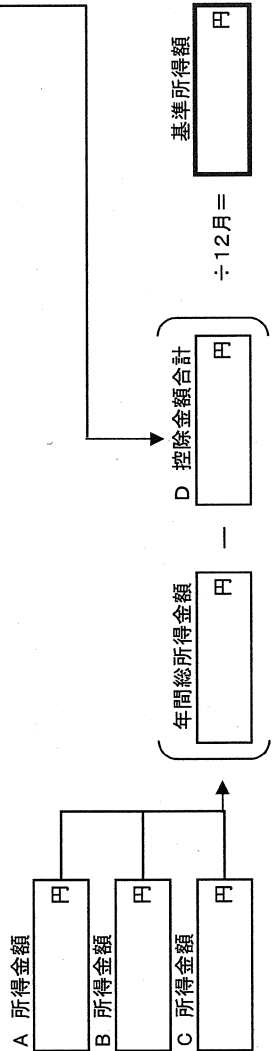 A 所得金額
円
B 所得金額
円
C 所得金額
円
年間総所得金額
円
－
D 控除金額合計
円
÷12月＝
基準所得額
円